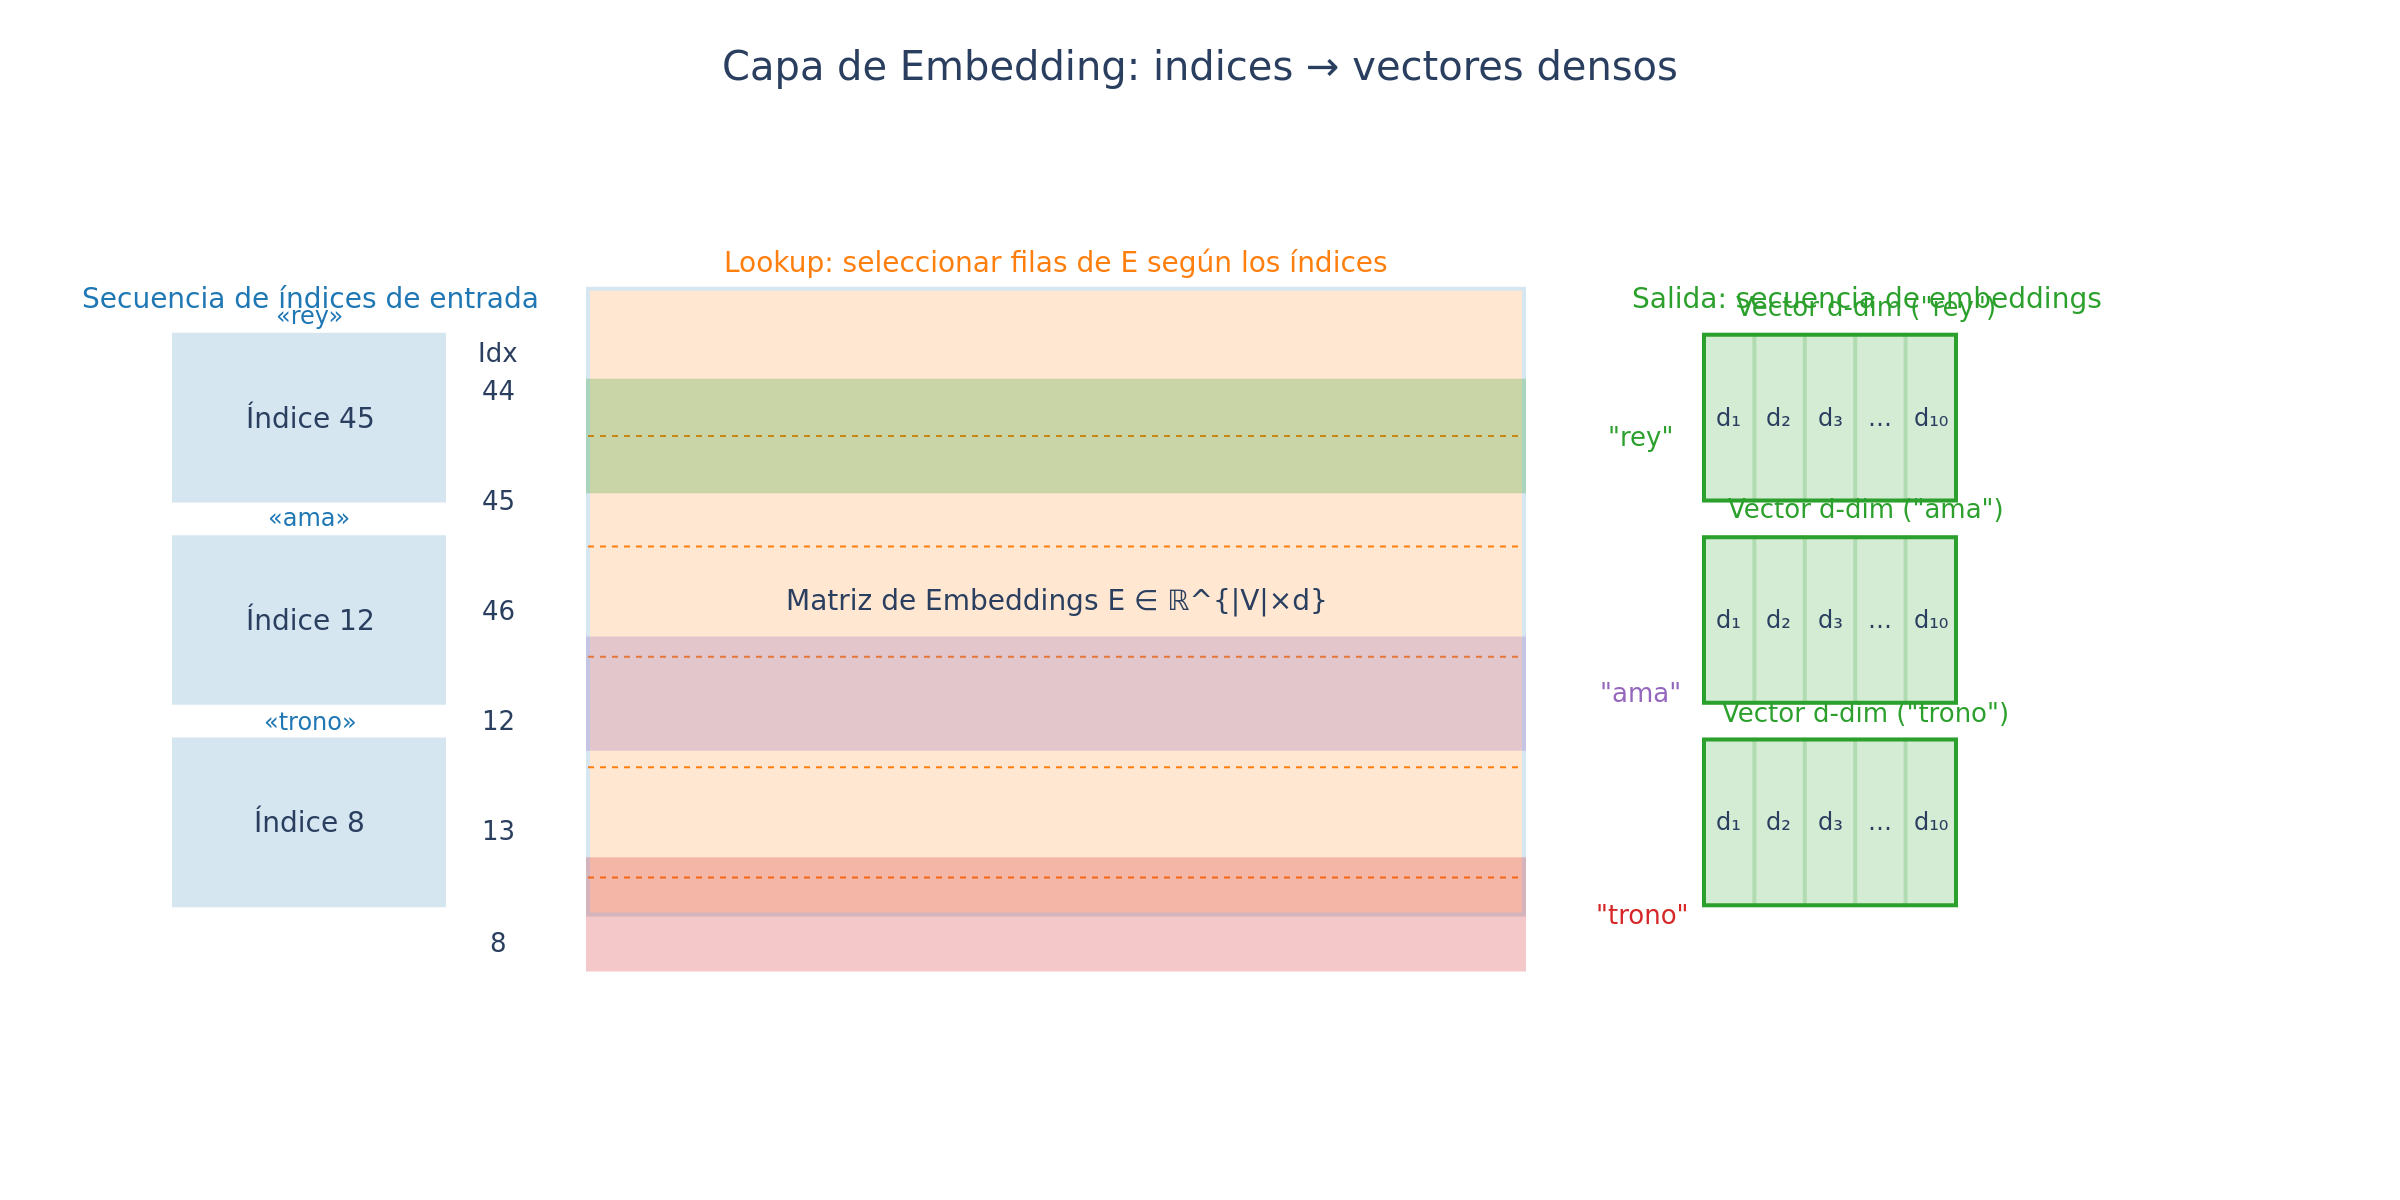 Capa de Embedding: indices → vectores densos
Lookup: seleccionar filas de E según los índices
Secuencia de índices de entrada
«rey»
Índice 45
«ama»
Índice 12
«trono»
Índice 8
Idx
44
45
46
12
13
8
Matriz de Embeddings E ∈ ℝ^{|V|×d}
"rey"
"ama"
"trono"
Salida: secuencia de embeddings
Vector d-dim ("rey")
d₁ d₂ d₃ ... d₁₀
Vector d-dim ("ama")
d₁ d₂ d₃ ... d₁₀
Vector d-dim ("trono")
d₁ d₂ d₃ ... d₁₀